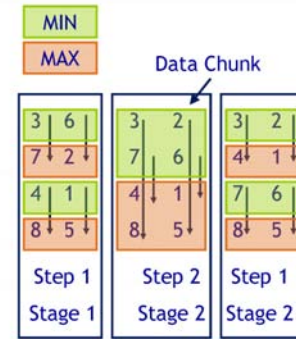 MIN
MAX
Data Chunk
3 6
7 2
4 1
8 5
Step 1
Stage 1
3 2
7 6
4 1
8 5
Step 2
Stage 2
3 2
4 1
7 6
8 5
Step 1
Stage 2